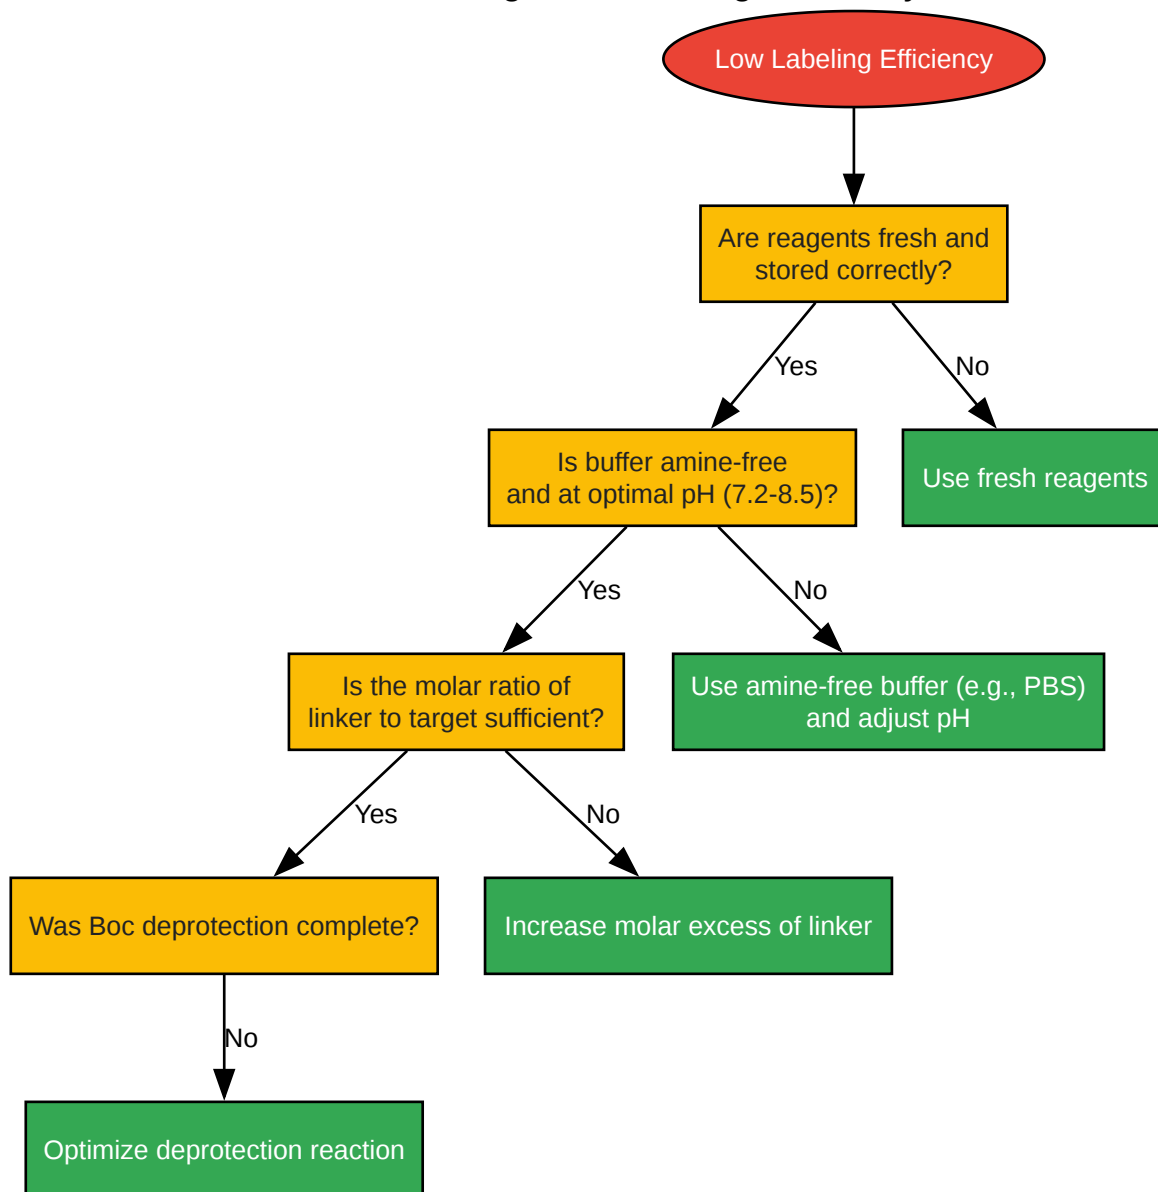 Low Labeling Efficiency
Are reagents fresh and
stored correctly?
Yes
No
Is buffer amine-free
and at optimal pH (7.2-8.5)?
Use fresh reagents
Yes
No
Is the molar ratio of
linker to target sufficient?
Use amine-free buffer (e.g., PBS)
and adjust pH
Yes
No
Was Boc deprotection complete?
Increase molar excess of linker
No
Optimize deprotection reaction